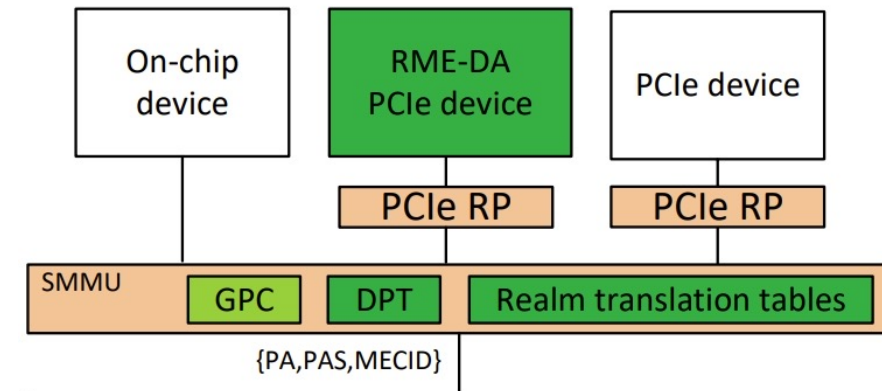 On-chip
device
RME-DA
PCIe device
PCIe device
PCIe RP
PCIe RP
SMMU
GPC
DPT
Realm translation tables
{PA,PAS,MECID}